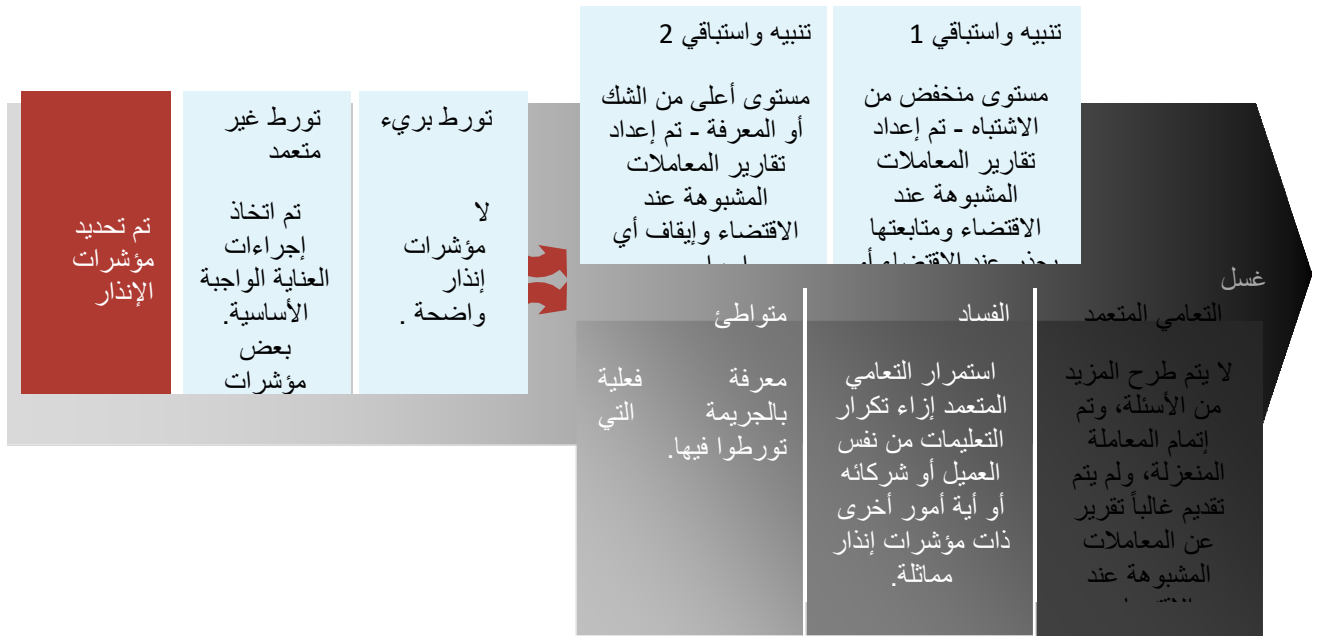 تنبيه واستباقي 1
مستوى منخفض من
الاشتباه - تم إعداد
تقارير المعاملات
المشبوهة عند
الاقتضاء ومتابعتها
بحذر عند الاقتضاء أو
تنبيه واستباقي 2
مستوى أعلى من الشك
أو المعرفة - تم إعداد
تقارير المعاملات
المشبوهة عند
الاقتضاء وإيقاف أي
تورط بريء
لا
مؤشرات
إنذار
واضحة .
تورط غير
متعمد
تم اتخاذ
إجراءات
العناية الواجبة
الأساسية.
بعض
مؤشرات
تم تحديد
مؤشرات
الإنذار
غسل
التعامي المتعمد
لا يتم طرح المزيد
من الأسئلة، وتم
إتمام المعاملة
المنعزلة، ولم يتم
تقديم غالباً تقرير
عن المعاملات
المشبوهة عند
الفساد
استمرار التعامي
المتعمد إزاء تكرار
التعليمات من نفس
العميل أو شركائه
أو أية أمور أخرى
ذات مؤشرات إنذار
مماثلة.
متواطئ
معرفة فعلية
بالجريمة التي
تورطوا فيها.